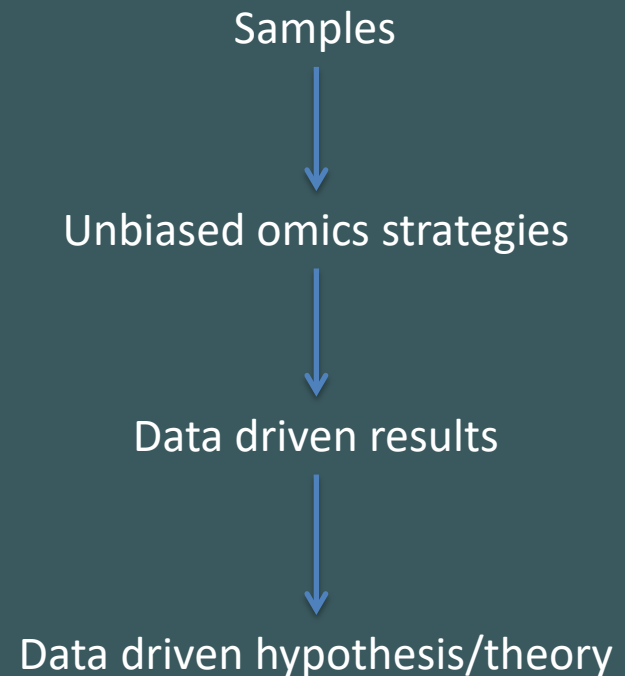 Samples
Unbiased omics strategies
Data driven results
Data driven hypothesis/theory